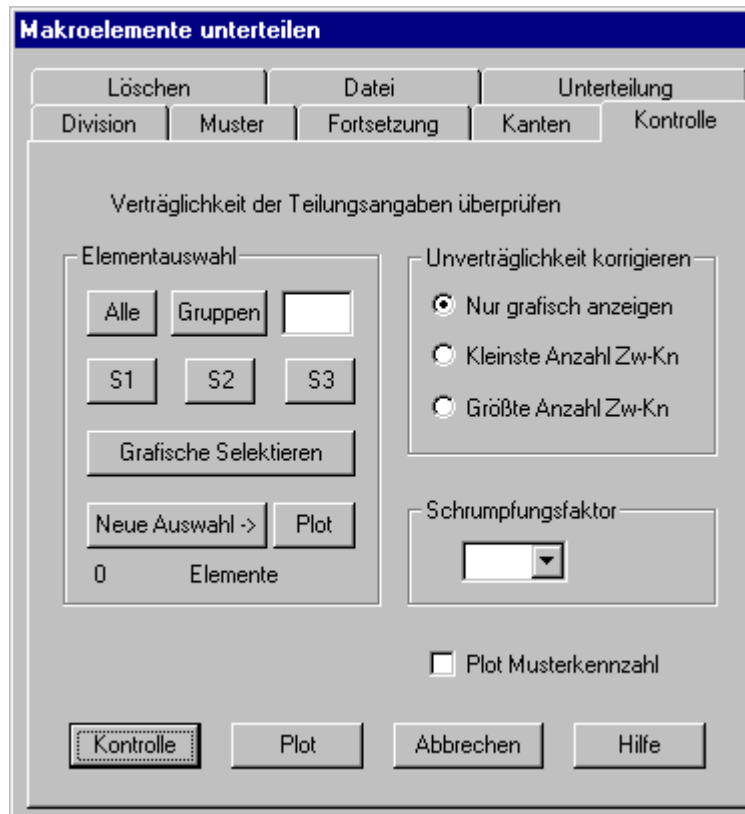 Makroelemente unterteilen
Löschen Datei Unterteilung
Division Muster Fortsetzung Kanten Kontrolle
Verträglichkeit der Teilungsangaben überprüfen
Elementauswahl
Alle Gruppen
S1 S2 S3
Grafische Selektieren
Neue Auswahl -> Plot
0 Elemente
Unverträglichkeit korrigieren
Nur grafisch anzeigen
Kleinste Anzahl Zw-Kn
Größte Anzahl Zw-Kn
Schrumpfungsfaktor
Plot Musterkennzahl
Kontrolle Plot Abbrechen Hilfe